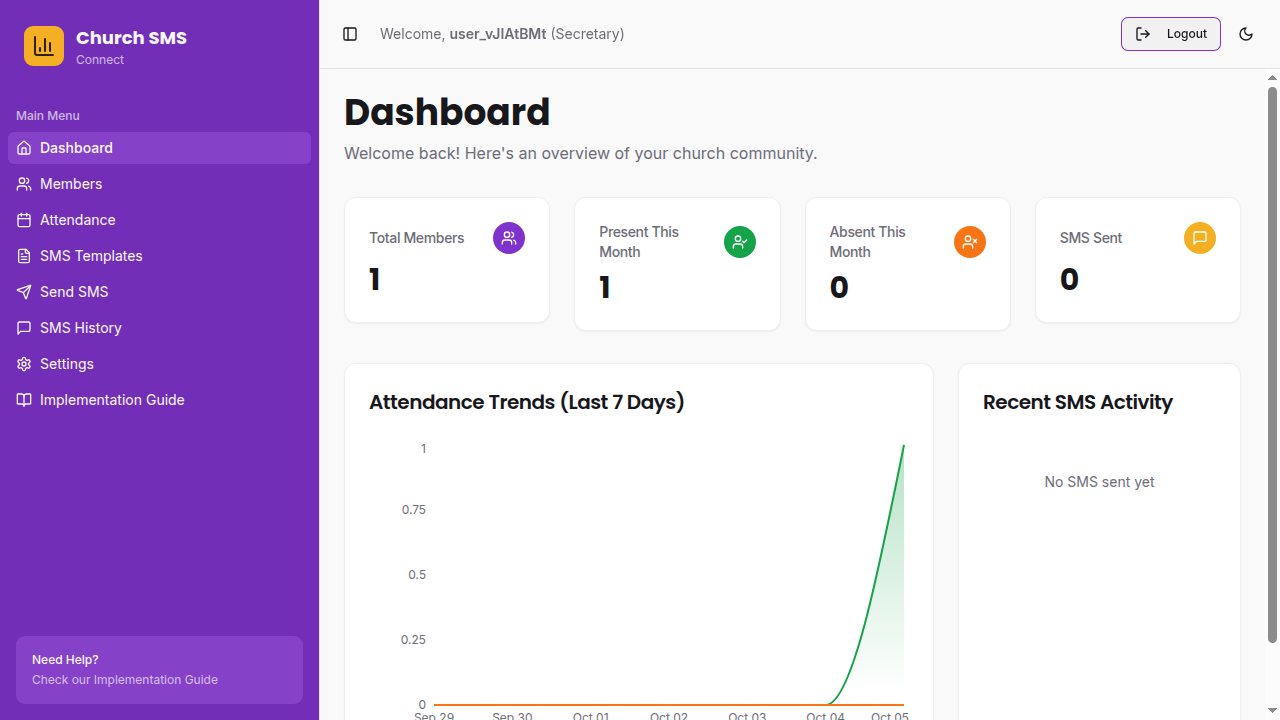 Church SMS
Connect
Main Menu
Dashboard
Members
Attendance
SMS Templates
Send SMS
SMS History
Settings
Implementation Guide
Need Help?
Check our Implementation Guide
Welcome, user_vJIAtBMt (Secretary)
Logout
Dashboard
Welcome back! Here's an overview of your church community.
Total Members
1
Present This
Month
1
Absent This
Month
0
SMS Sent
0
Attendance Trends (Last 7 Days)
1
0.75
0.5
0.25
0
Sep 29 Sep 30 Oct 01 Oct 02 Oct 03 Oct 04 Oct 05
Recent SMS Activity
No SMS sent yet